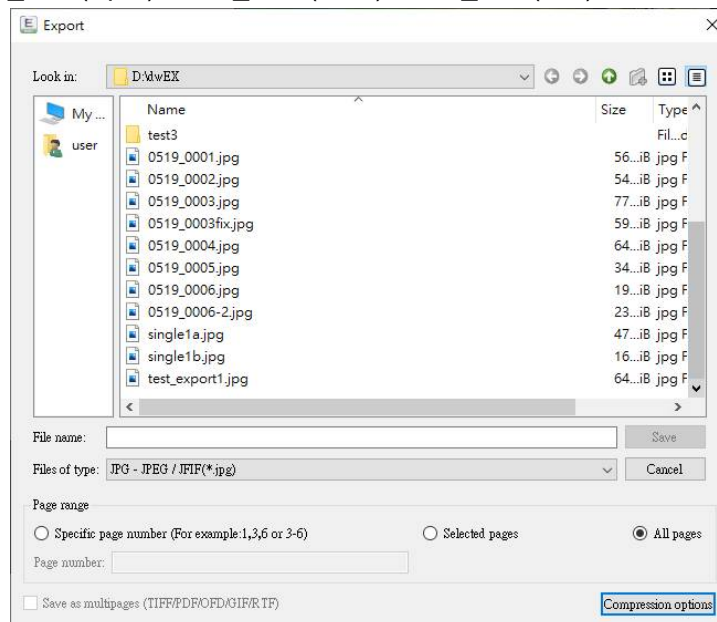 Export
Look in: D:\dwEX
My ...
user
Name Size Type
test3 Fil...d
0519_0001.jpg 56...iB jpg F
0519_0002.jpg 54...iB jpg F
0519_0003.jpg 77...iB jpg F
0519_0003fix.jpg 59...iB jpg F
0519_0004.jpg 64...iB jpg F
0519_0005.jpg 34...iB jpg F
0519_0006.jpg 19...iB jpg F
0519_0006-2.jpg 23...iB jpg F
single1a.jpg 47...iB jpg F
single1b.jpg 16...iB jpg F
test_export1.jpg 64...iB jpg F
File name: Save
Files of type: JPG - JPEG / JFIF(*.jpg) Cancel
Page range
Specific page number (For example:1,3,6 or 3-6) Selected pages All pages
Page number:
Save as multipages (TIFF/PDF/OFD/GIF/RTF) Compression options